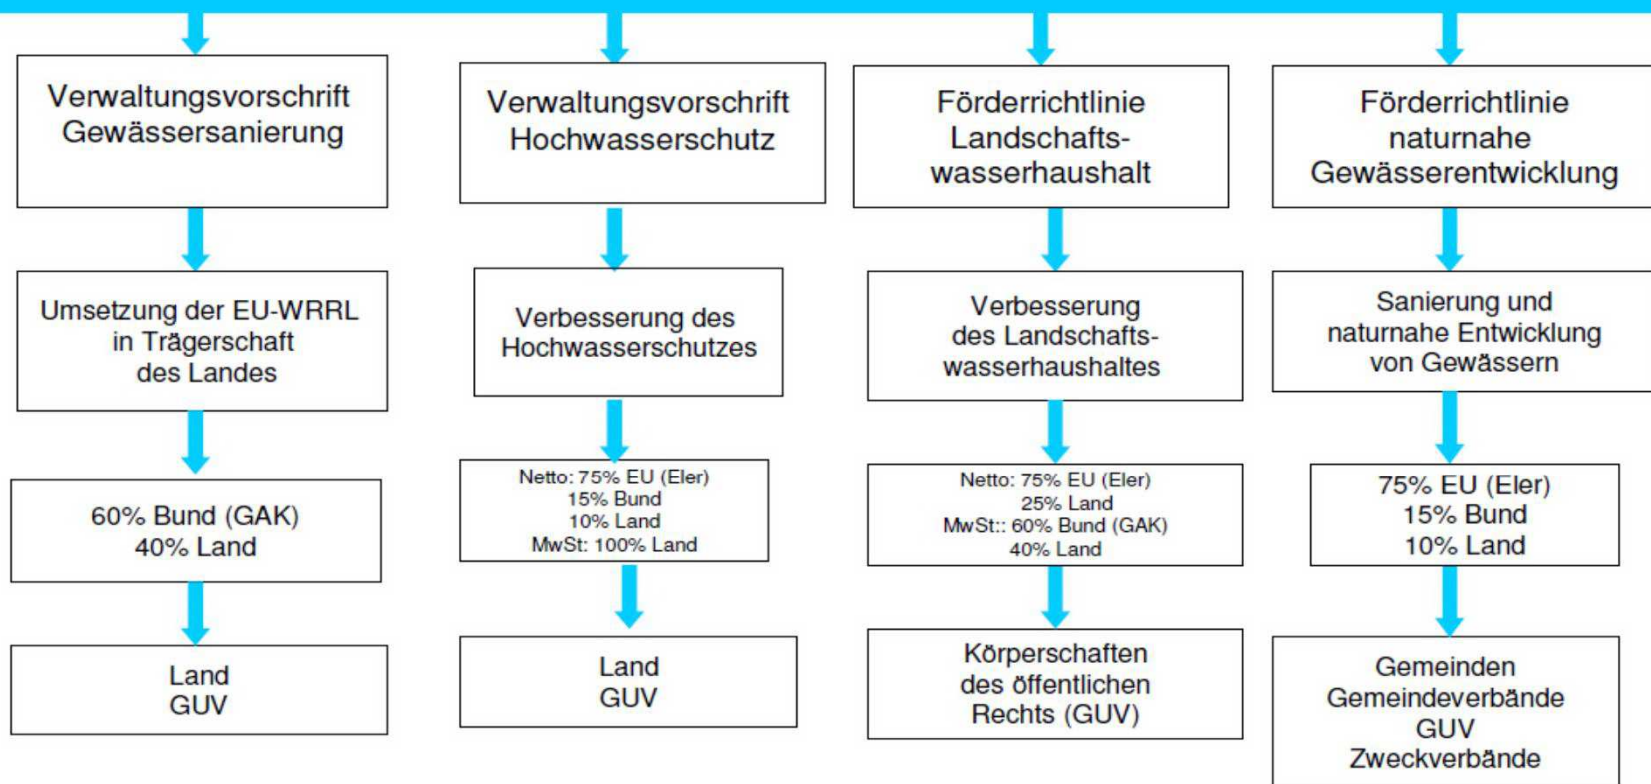 Verwaltungsvorschrift
Gewässersanierung
Umsetzung der EU-WRRL
in Trägerschaft
des Landes
60% Bund (GAK)
40% Land
Land
GUV
Verwaltungsvorschrift
Hochwasserschutz
Verbesserung des
Hochwasserschutzes
Netto: 75% EU (Eler)
15% Bund
10% Land
MwSt: 100% Land
Land
GUV
Förderrichtlinie
Landschafts-
wasserhaushalt
Verbesserung
des Landschafts-
wasserhaushaltes
Netto: 75% EU (Eler)
25% Land
MwSt:: 60% Bund (GAK)
40% Land
Körperschaften
des öffentlichen
Rechts (GUV)
Förderrichtlinie
naturnahe
Gewässerentwicklung
Sanierung und
naturnahe Entwicklung
von Gewässern
75% EU (Eler)
15% Bund
10% Land
Gemeinden
Gemeindeverbände
GUV
Zweckverbände